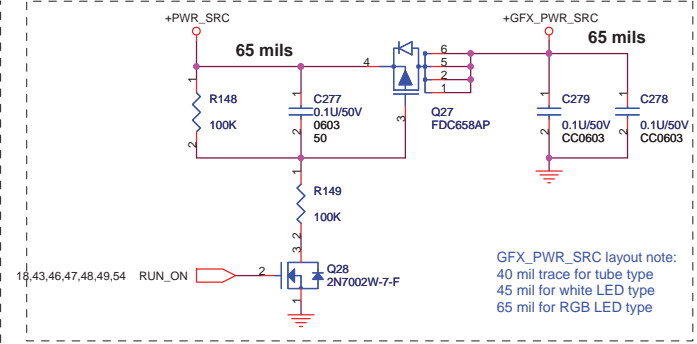 +PWR_SRC
+GFX_PWR_SRC
65 mils
65 mils
4
6
5
2
1
3
Q27
FDC658AP
1
R148
100K
2
1
C277
0.1U/50V
2
0603
50
1
C279
0.1U/50V
2
CC0603
1
C278
0.1U/50V
2
CC0603
1
R149
100K
2
3
Q28
2N7002W-7-F
18,43,46,47,48,49,54 RUN_ON
2
1
GFX_PWR_SRC layout note:
40 mil trace for tube type
45 mil for white LED type
65 mil for RGB LED type